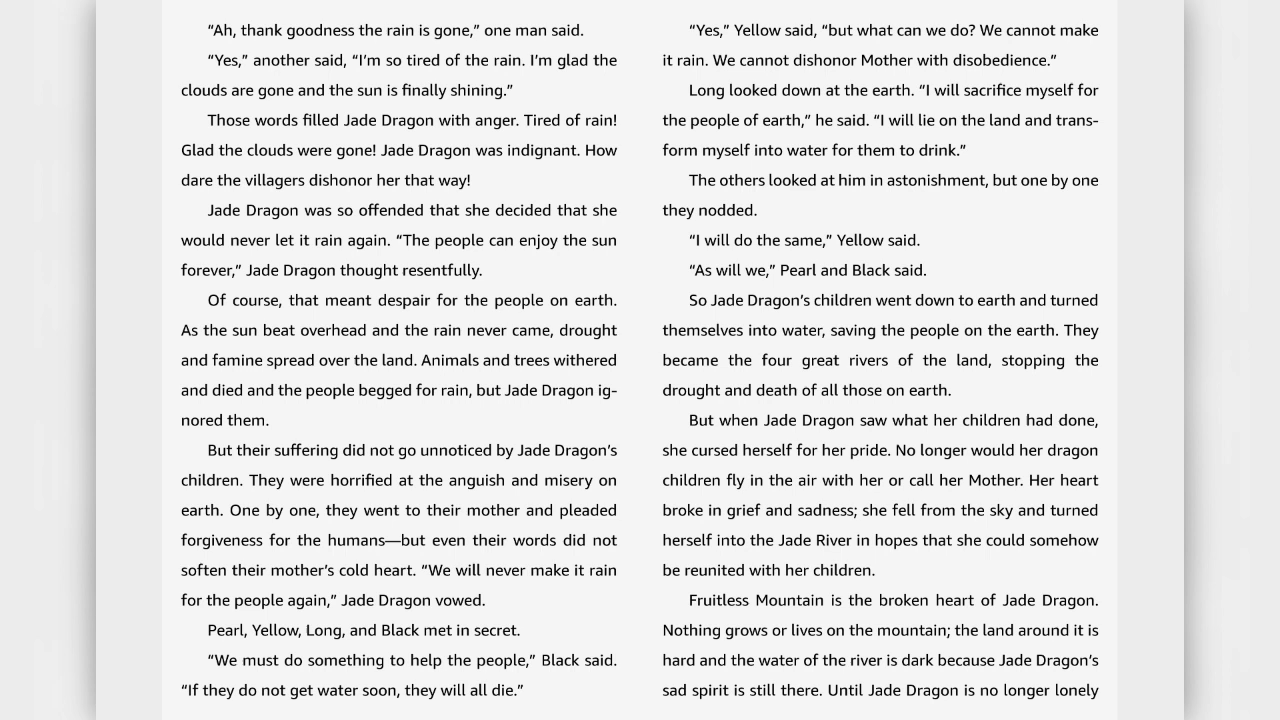 “Ah, thank goodness the rain is gone,” one man said.
“Yes,” another said, “I’m so tired of the rain. I’m glad the
clouds are gone and the sun is finally shining.”
Those words filled Jade Dragon with anger. Tired of rain!
Glad the clouds were gone! Jade Dragon was indignant. How
dare the villagers dishonor her that way!
Jade Dragon was so offended that she decided that she
would never let it rain again. “The people can enjoy the sun
forever,” Jade Dragon thought resentfully.
Of course, that meant despair for the people on earth.
As the sun beat overhead and the rain never came, drought
and famine spread over the land. Animals and trees withered
and died and the people begged for rain, but Jade Dragon ig-
nored them.
But their suffering did not go unnoticed by Jade Dragon’s
children. They were horrified at the anguish and misery on
earth. One by one, they went to their mother and pleaded
forgiveness for the humans—but even their words did not
soften their mother’s cold heart. “We will never make it rain
for the people again,” Jade Dragon vowed.
Pearl, Yellow, Long, and Black met in secret.
“We must do something to help the people,” Black said.
“If they do not get water soon, they will all die.”
“Yes,” Yellow said, “but what can we do? We cannot make
it rain. We cannot dishonor Mother with disobedience.”
Long looked down at the earth. “I will sacrifice myself for
the people of earth,” he said. “I will lie on the land and trans-
form myself into water for them to drink.”
The others looked at him in astonishment, but one by one
they nodded.
“I will do the same,” Yellow said.
“As will we,” Pearl and Black said.
So Jade Dragon’s children went down to earth and turned
themselves into water, saving the people on the earth. They
became the four great rivers of the land, stopping the
drought and death of all those on earth.
But when Jade Dragon saw what her children had done,
she cursed herself for her pride. No longer would her dragon
children fly in the air with her or call her Mother. Her heart
broke in grief and sadness; she fell from the sky and turned
herself into the Jade River in hopes that she could somehow
be reunited with her children.
Fruitless Mountain is the broken heart of Jade Dragon.
Nothing grows or lives on the mountain; the land around it is
hard and the water of the river is dark because Jade Dragon’s
sad spirit is still there. Until Jade Dragon is no longer lonely